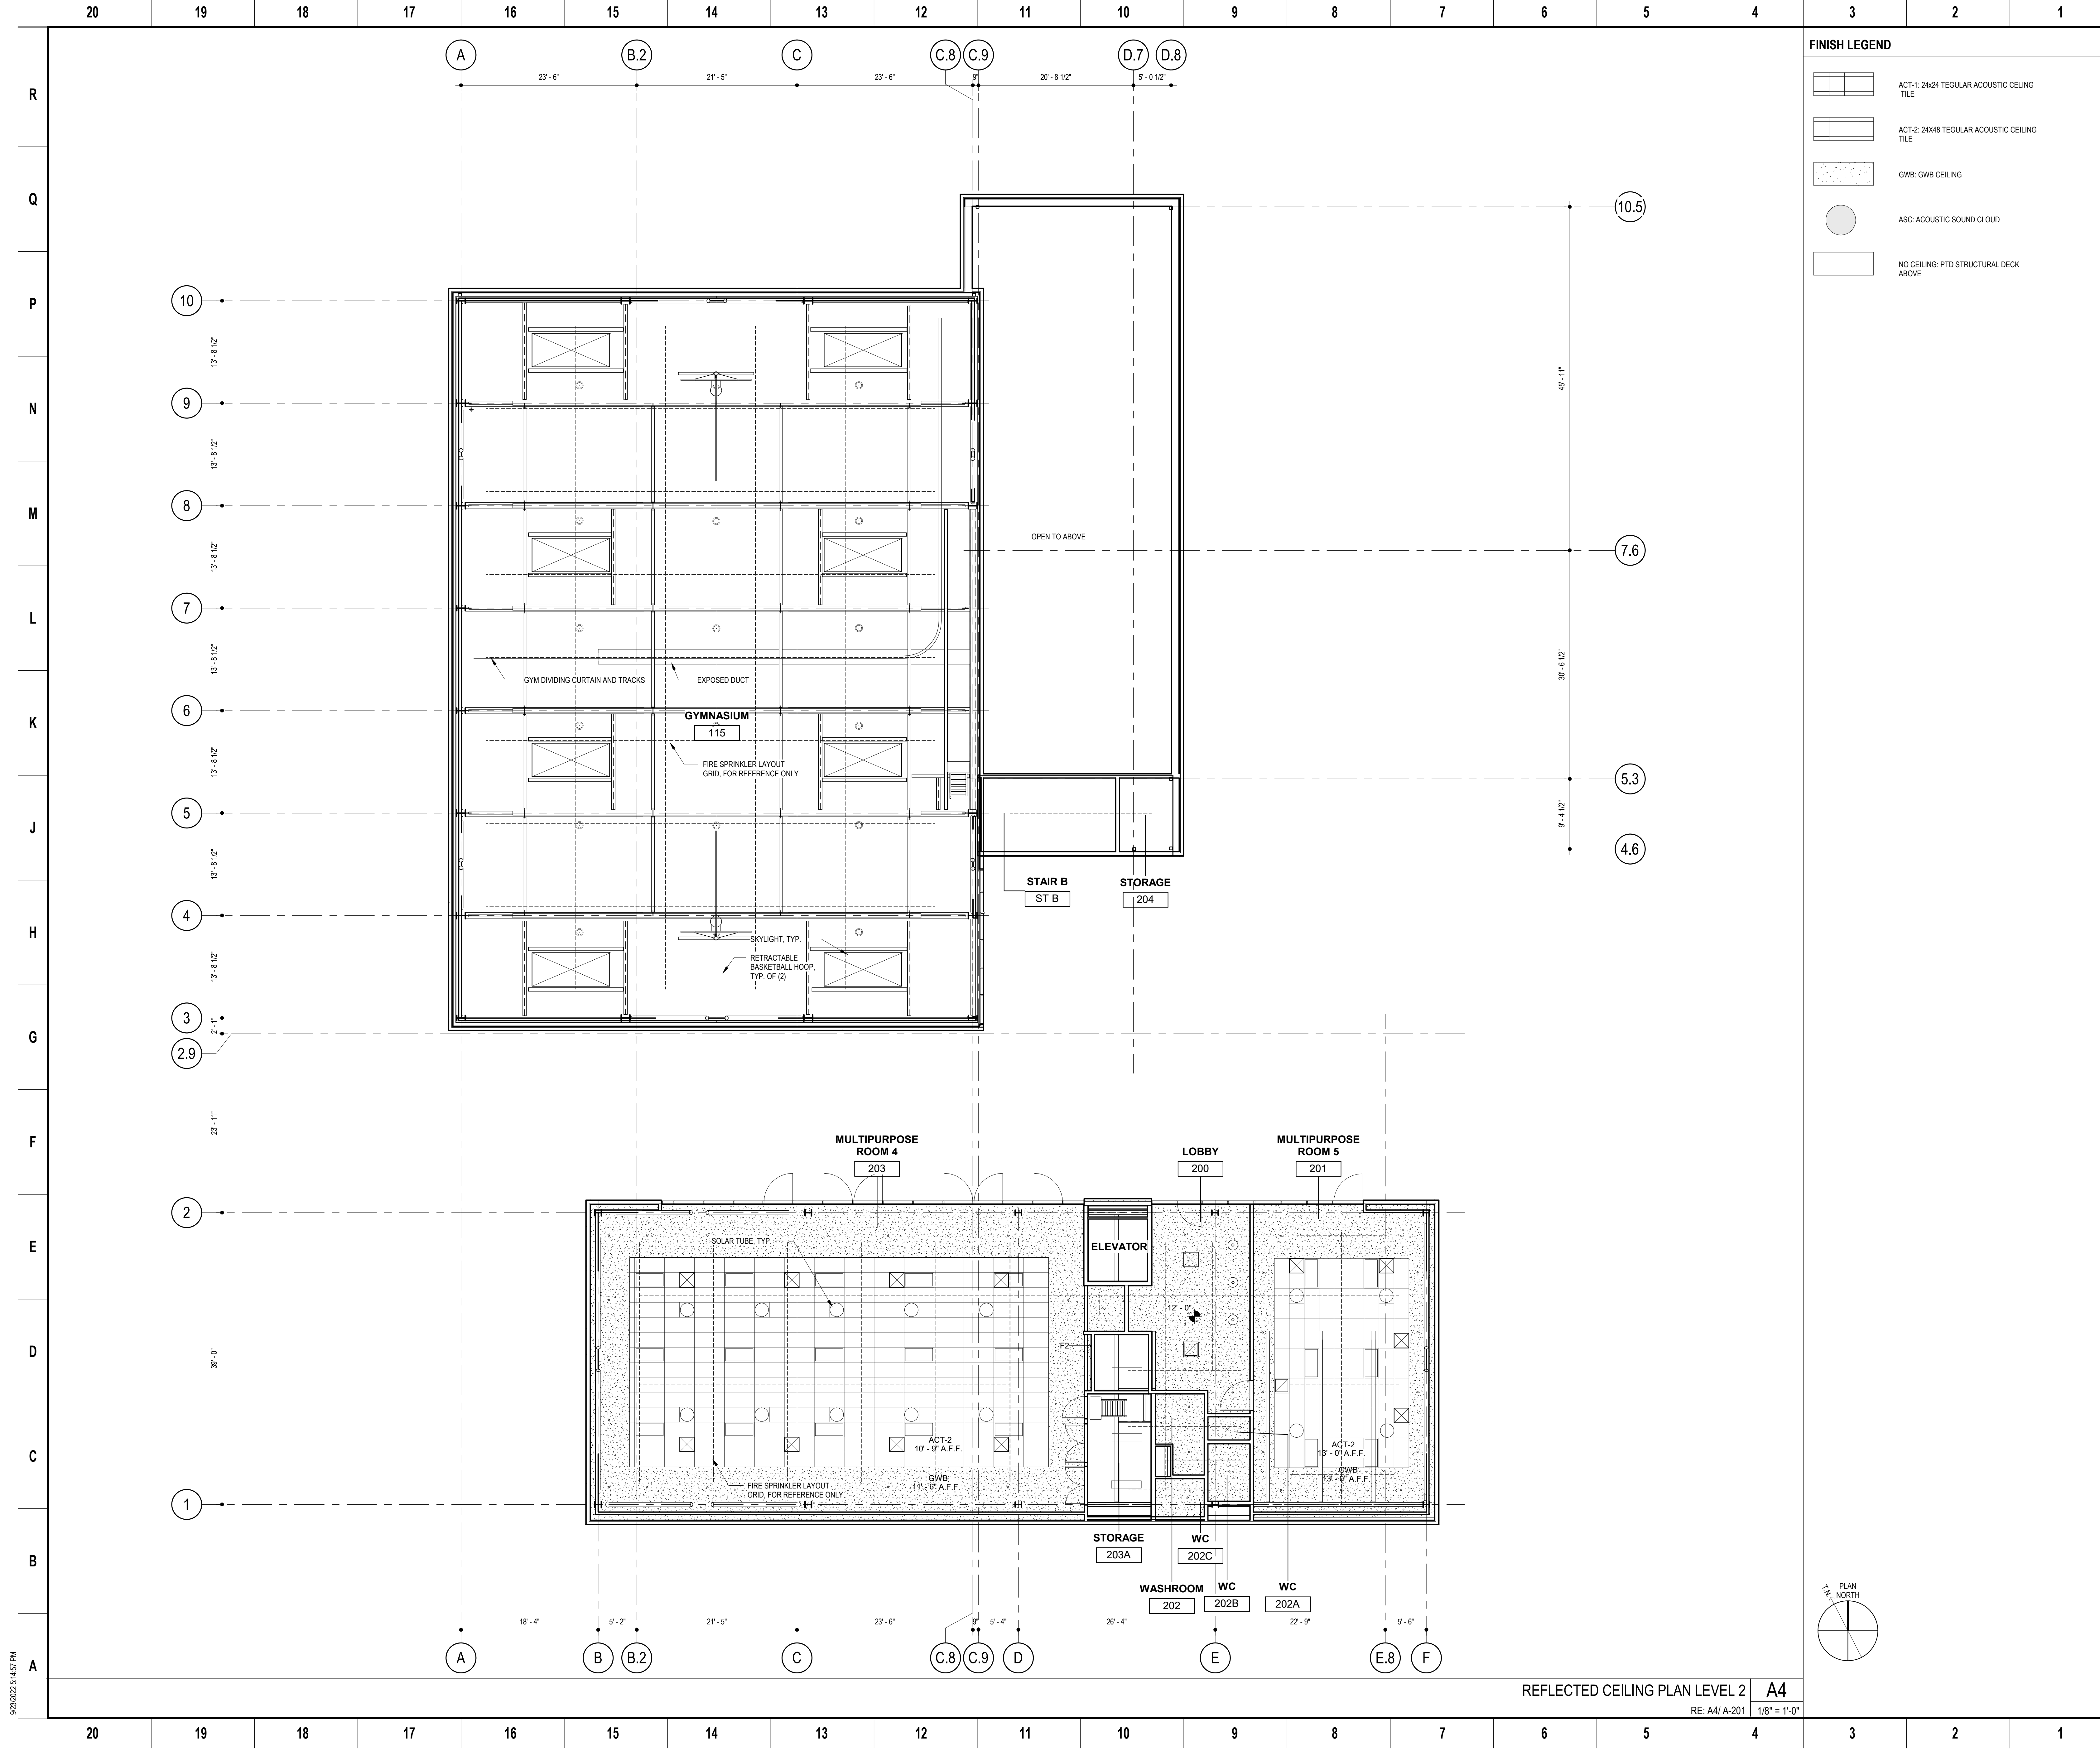 20 19 18 17 16 15 14 13 12 11 10 9 8 7 6 5 4 3 2 1
A B.2 C C.8 C.9 D.7 D.8
23' - 6" 21' - 5" 23' - 6" 9" 20' - 8 1/2" 5' - 0 1/2"
FINISH LEGEND
ACT-1: 24x24 TEGULAR ACOUSTIC CELING
TILE
ACT-2: 24X48 TEGULAR ACOUSTIC CEILING
TILE
GWB: GWB CEILING
ASC: ACOUSTIC SOUND CLOUD
NO CEILING: PTD STRUCTURAL DECK
ABOVE
R
Q
P
N
M
L
K
J
H
G
F
E
D
C
B
A
10
13' - 8 1/2"
9
13' - 8 1/2"
8
13' - 8 1/2"
7
13' - 8 1/2"
6
13' - 8 1/2"
5
13' - 8 1/2"
4
13' - 8 1/2"
3
2' - 1"
2.9
23' - 11"
2
39' - 0"
1
10.5
45' - 11"
7.6
30' - 6 1/2"
5.3
9' - 4 1/2"
4.6
OPEN TO ABOVE
GYM DIVIDING CURTAIN AND TRACKS
EXPOSED DUCT
GYMNASIUM
115
FIRE SPRINKLER LAYOUT
GRID, FOR REFERENCE ONLY
STAIR B
ST B
STORAGE
204
SKYLIGHT, TYP.
RETRACTABLE
BASKETBALL HOOP,
TYP. OF (2)
MULTIPURPOSE
ROOM 4
203
LOBBY
200
MULTIPURPOSE
ROOM 5
201
SOLAR TUBE, TYP
ELEVATOR
12' - 0"
F2
ACT-2
10' - 9" A.F.F.
GWB
11' - 6" A.F.F.
FIRE SPRINKLER LAYOUT
GRID, FOR REFERENCE ONLY
ACT-2
13' - 0" A.F.F.
GWB
13' - 0" A.F.F.
STORAGE
203A
WC
202C
WASHROOM
202
WC
202B
WC
202A
18' - 4" 5' - 2" 21' - 5" 23' - 6" 9" 5' - 4" 26' - 4" 22' - 9" 5' - 6"
A B B.2 C C.8 C.9 D E E.8 F
PLAN
NORTH
T.N.
REFLECTED CEILING PLAN LEVEL 2
A4
RE: A4/ A-201
1/8" = 1'-0"
9/23/2022 5:14:57 PM
20 19 18 17 16 15 14 13 12 11 10 9 8 7 6 5 4 3 2 1